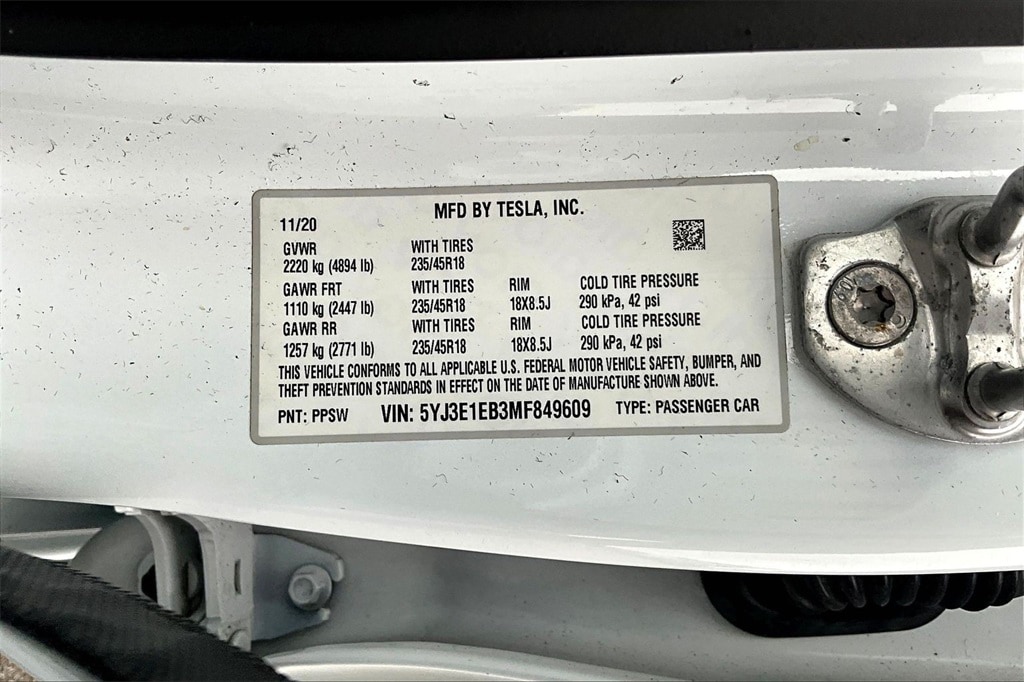 MFD BY TESLA, INC.
11/20
GVWR WITH TIRES
2220 kg (4894 lb) 235/45R18
GAWR FRT WITH TIRES RIM COLD TIRE PRESSURE
1110 kg (2447 lb) 235/45R18 18X8.5J 290 kPa, 42 psi
GAWR RR WITH TIRES RIM COLD TIRE PRESSURE
1257 kg (2771 lb) 235/45R18 18X8.5J 290 kPa, 42 psi
THIS VEHICLE CONFORMS TO ALL APPLICABLE U.S. FEDERAL MOTOR VEHICLE SAFETY, BUMPER, AND
THEFT PREVENTION STANDARDS IN EFFECT ON THE DATE OF MANUFACTURE SHOWN ABOVE.
PNT: PPSW VIN: 5YJ3E1EB3MF849609 TYPE: PASSENGER CAR